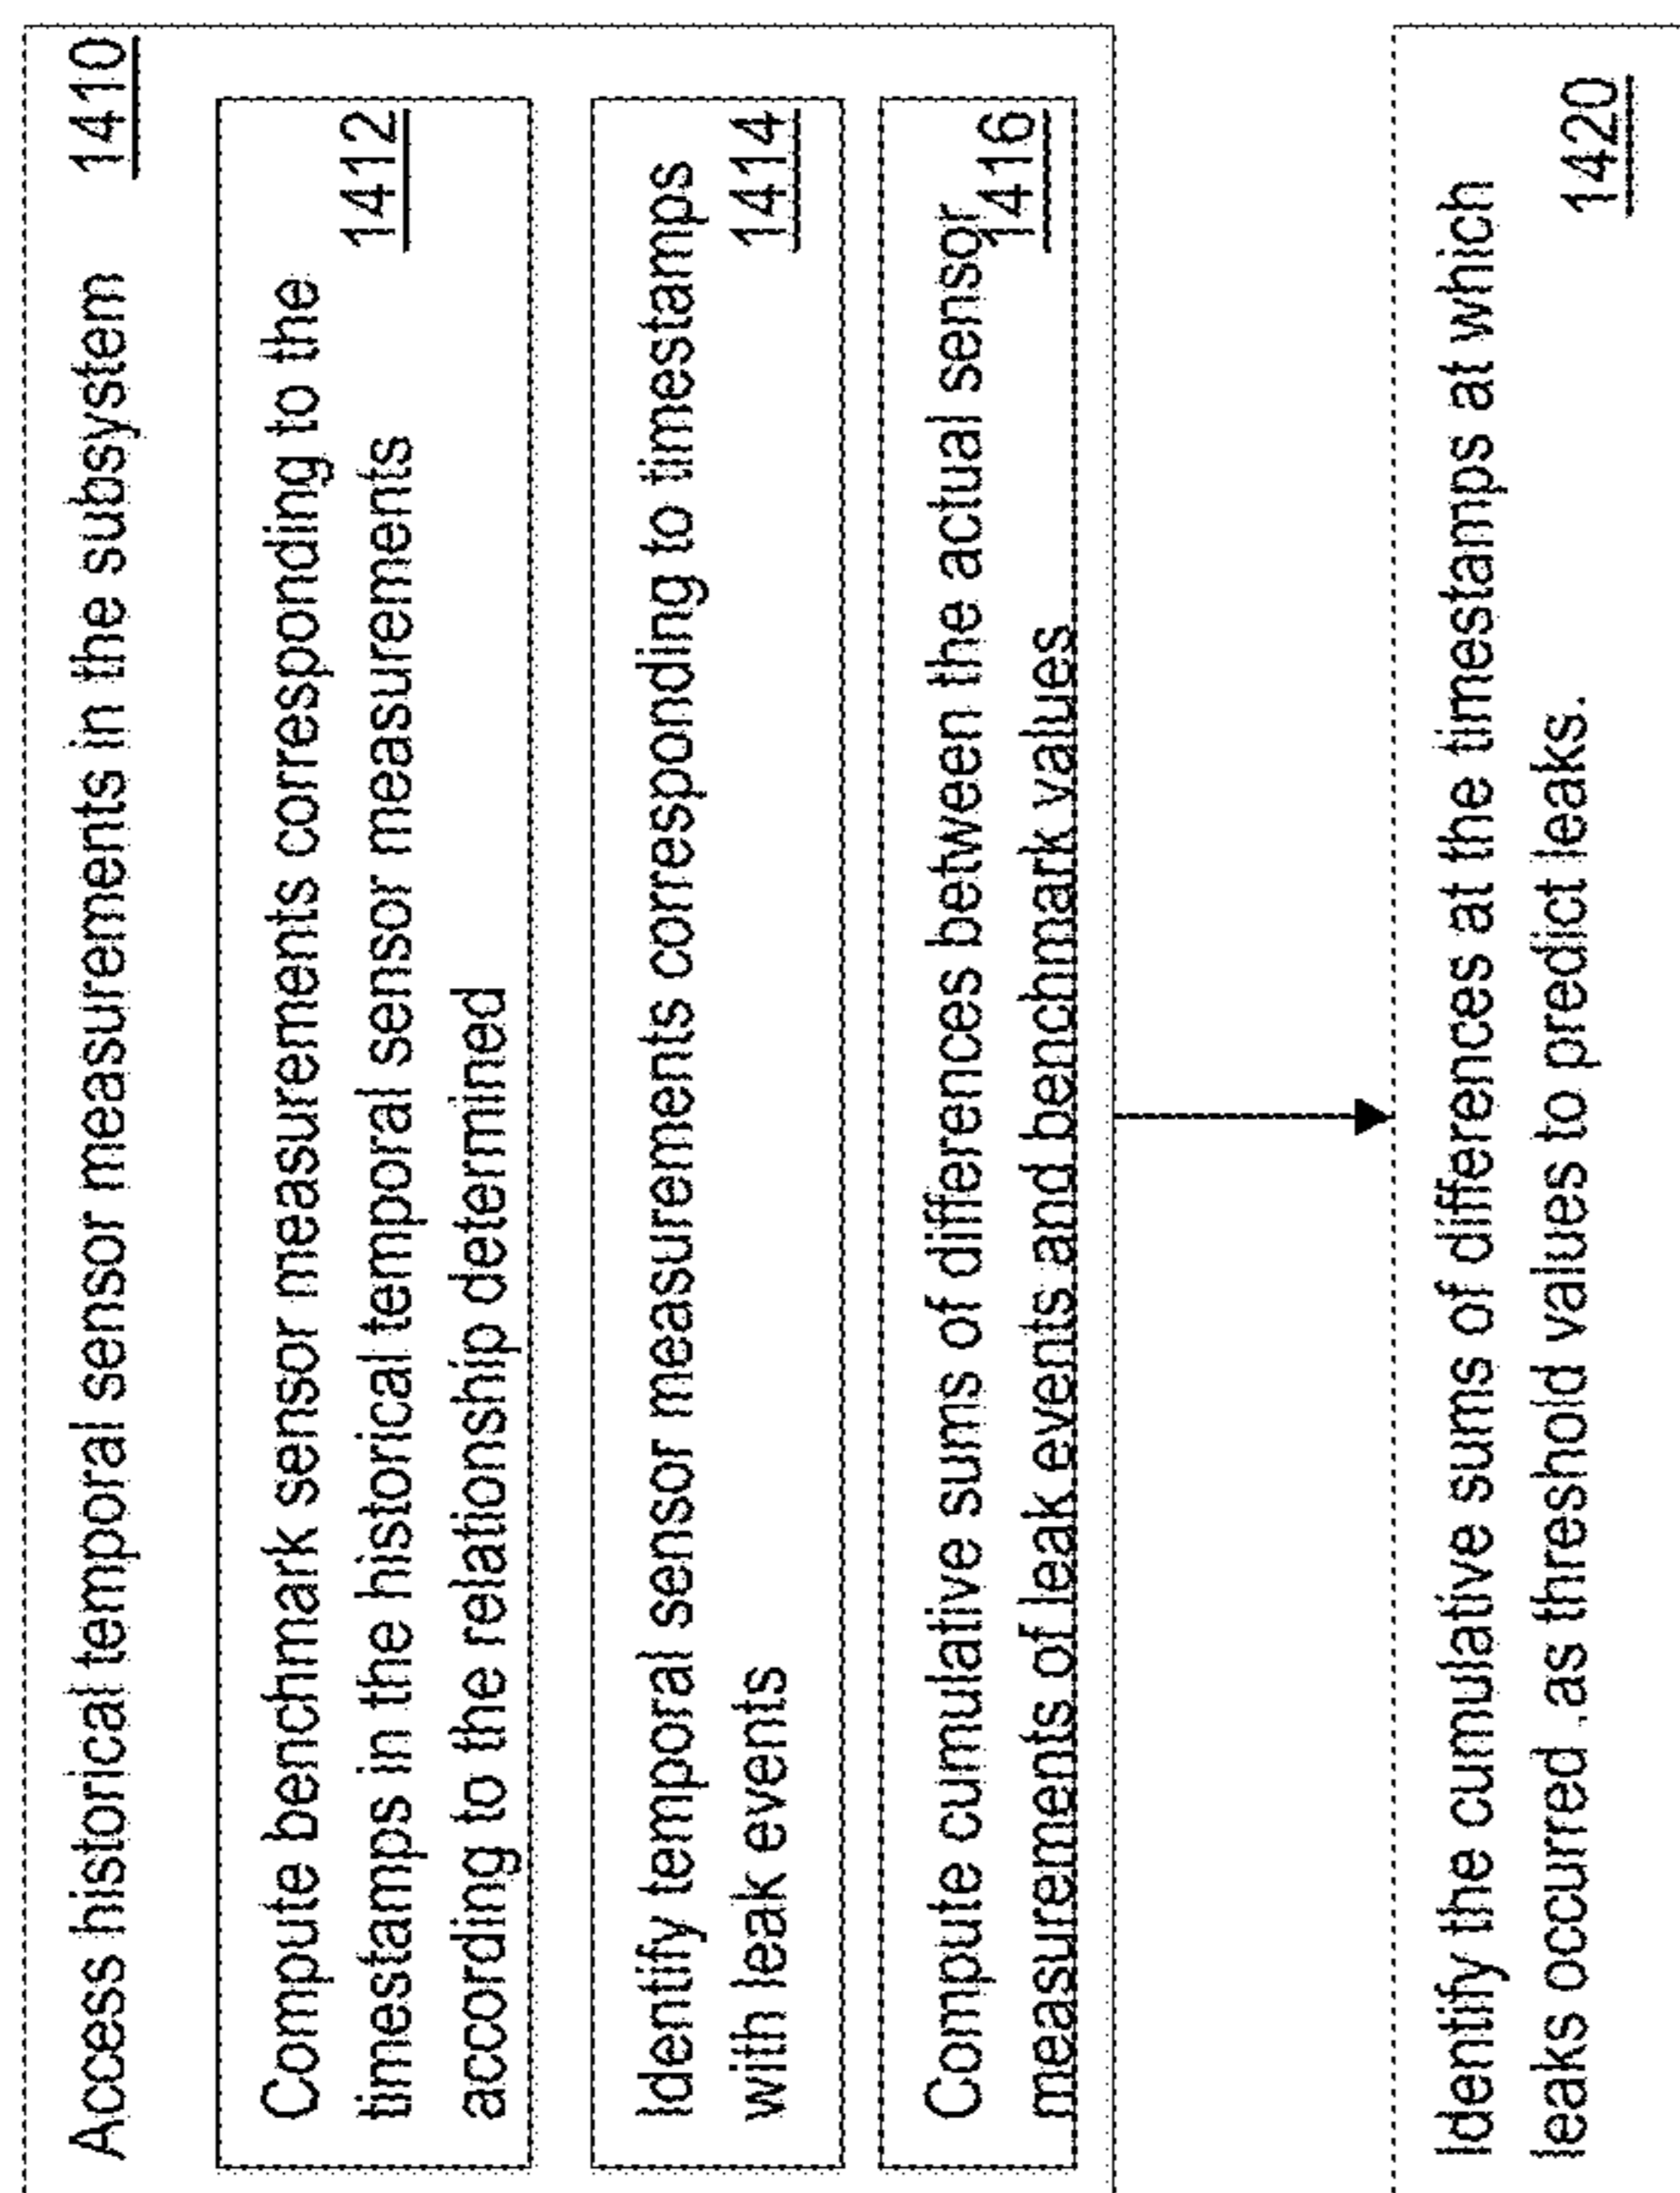 Access historical temporal sensor measurements in the subsystem 1410
Compute benchmark sensor measurements corresponding to the
timestamps in the historical temporal sensor measurements 1412
according to the relationship determined
Identify temporal sensor measurements corresponding to timestamps
with leak events 1414
Compute cumulative sums of differences between the actual sensor
measurements of leak events and benchmark values 1416
Identify the cumulative sums of differences at the timestamps at which
leaks occurred ,as threshold values to predict leaks. 1420